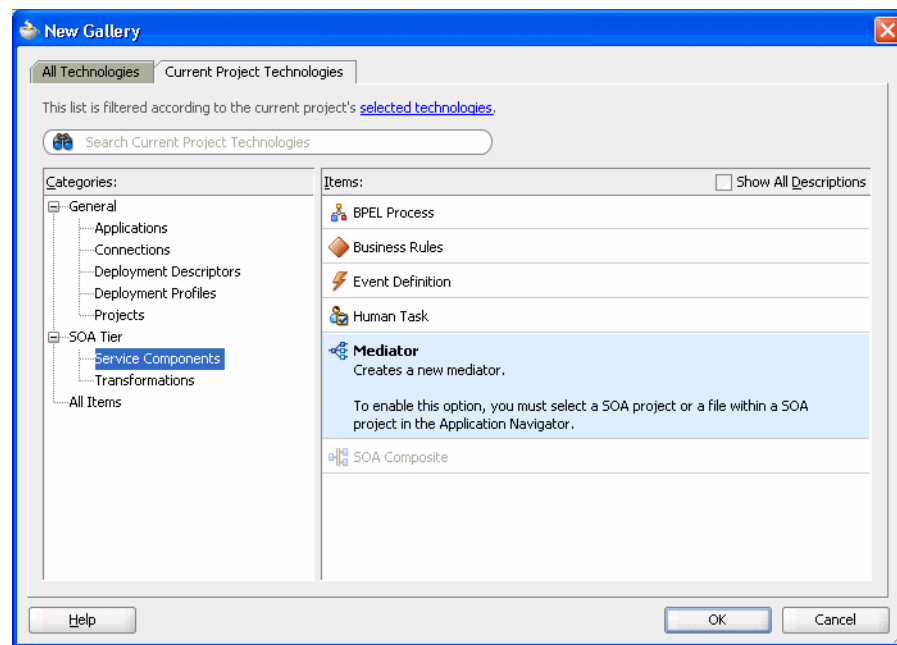 New Gallery
All Technologies
Current Project Technologies
This list is filtered according to the current project's selected technologies.
Search Current Project Technologies
Categories:
General
Applications
Connections
Deployment Descriptors
Deployment Profiles
Projects
SOA Tier
Service Components
Transformations
All Items
Items:
Show All Descriptions
BPEL Process
Business Rules
Event Definition
Human Task
Mediator
Creates a new mediator.
To enable this option, you must select a SOA project or a file within a SOA
project in the Application Navigator.
SOA Composite
Help
OK
Cancel